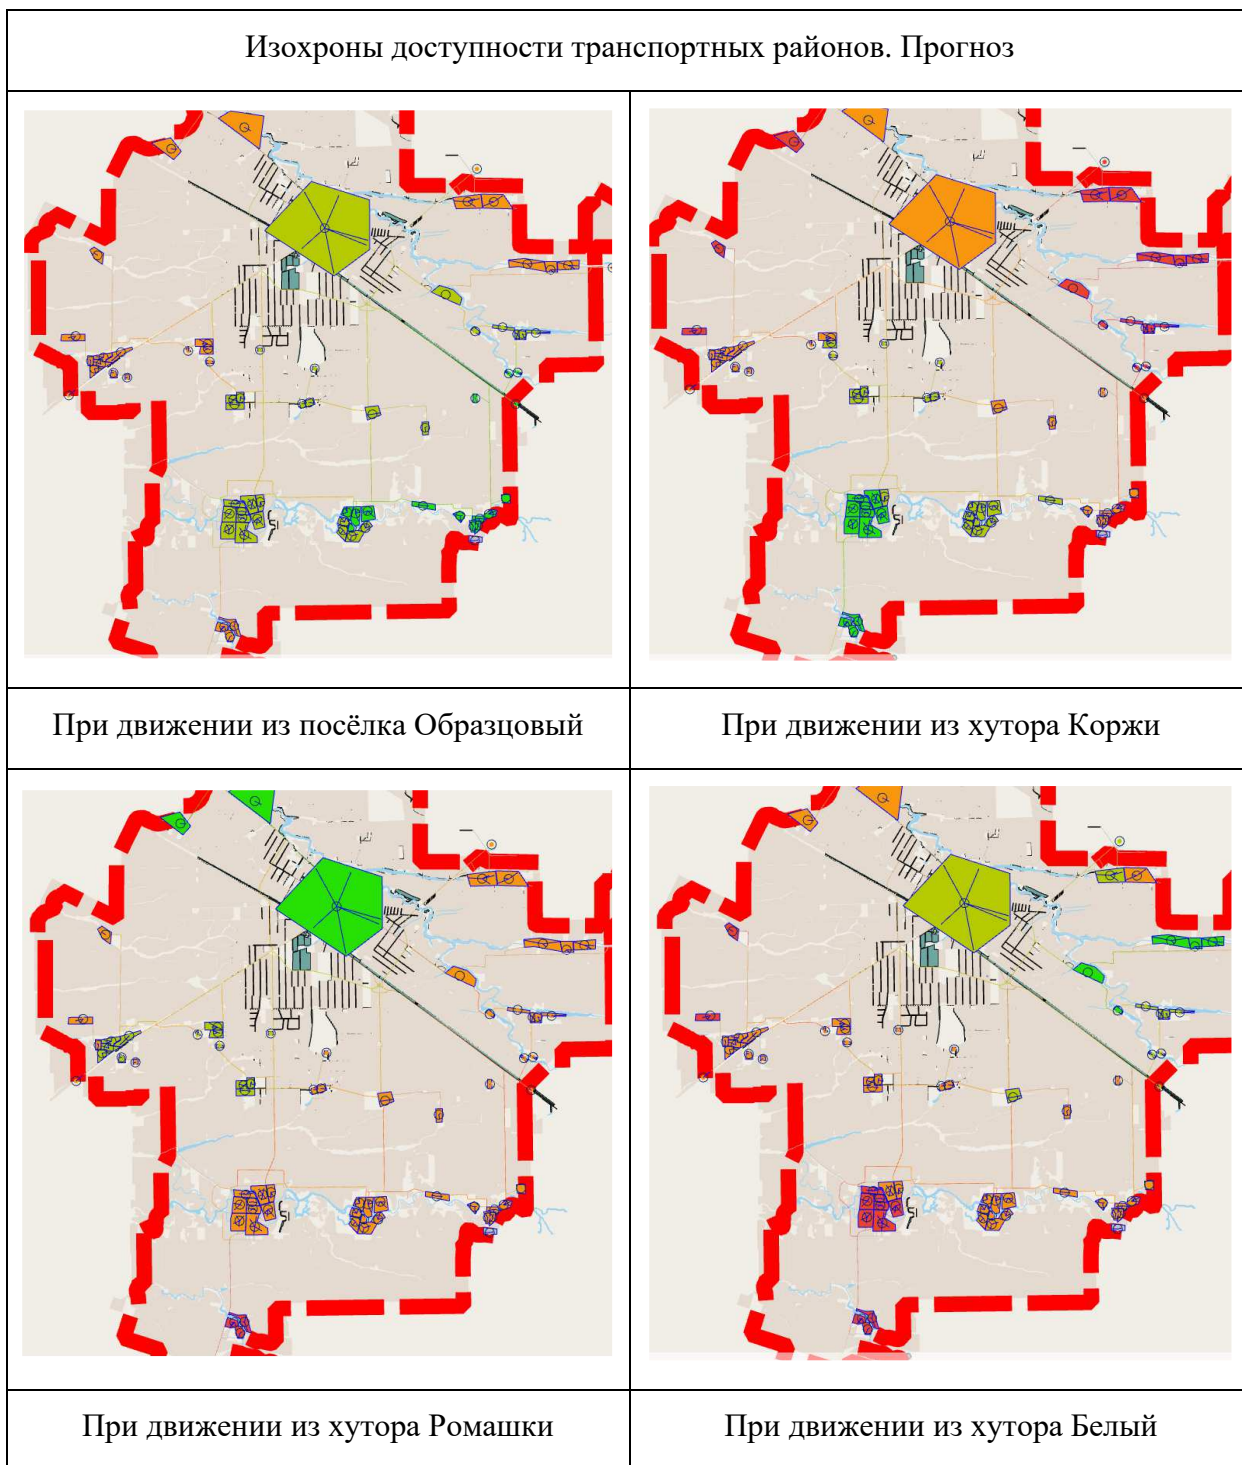 Изохроны доступности транспортных районов. Прогноз
При движении из посёлка Образцовый
При движении из хутора Коржи
При движении из хутора Ромашки
При движении из хутора Белый